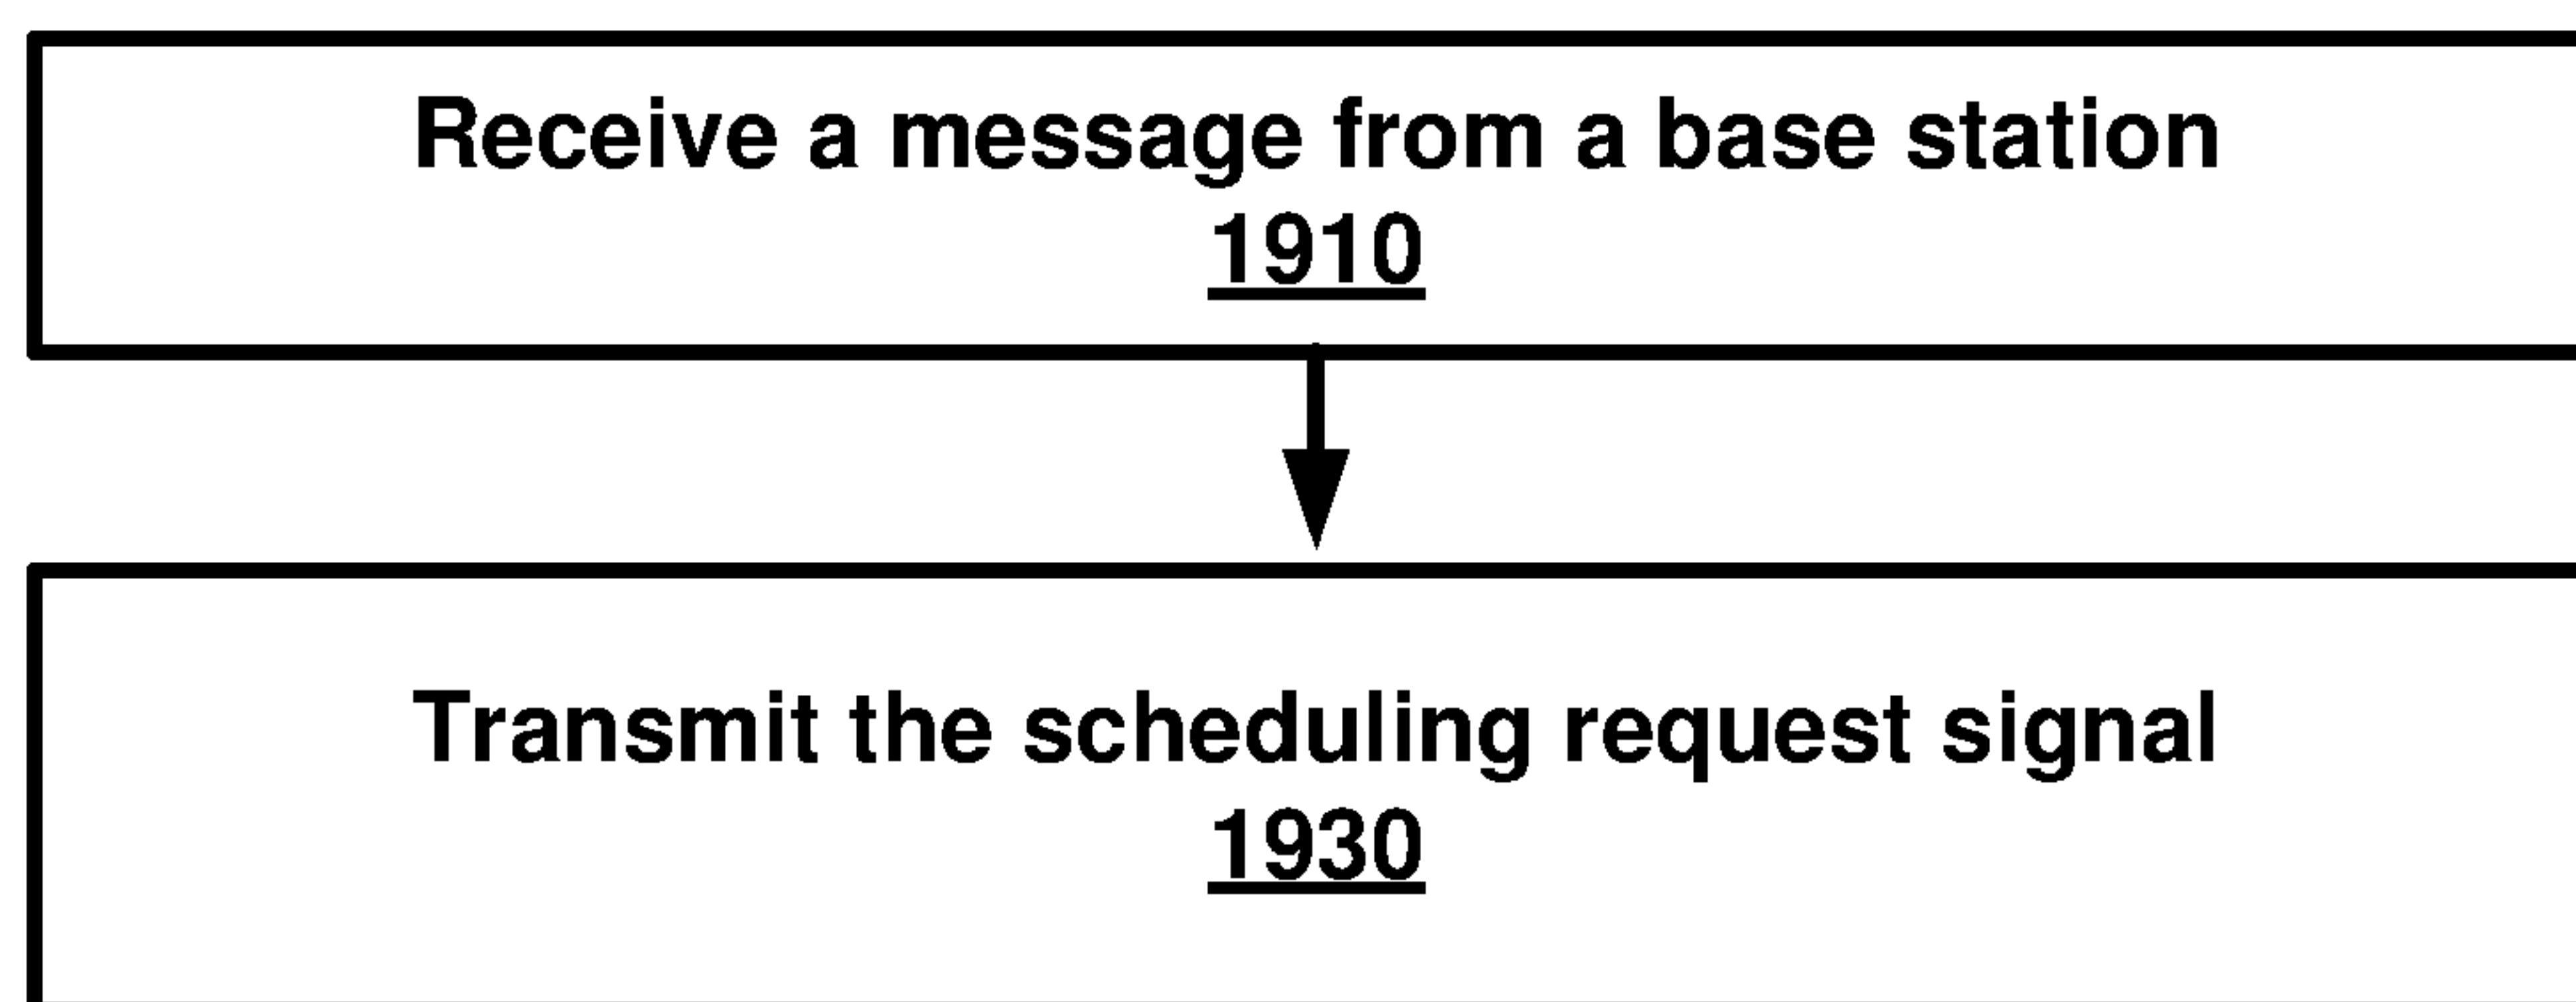 Receive a message from a base station
1910
Transmit the scheduling request signal
1930